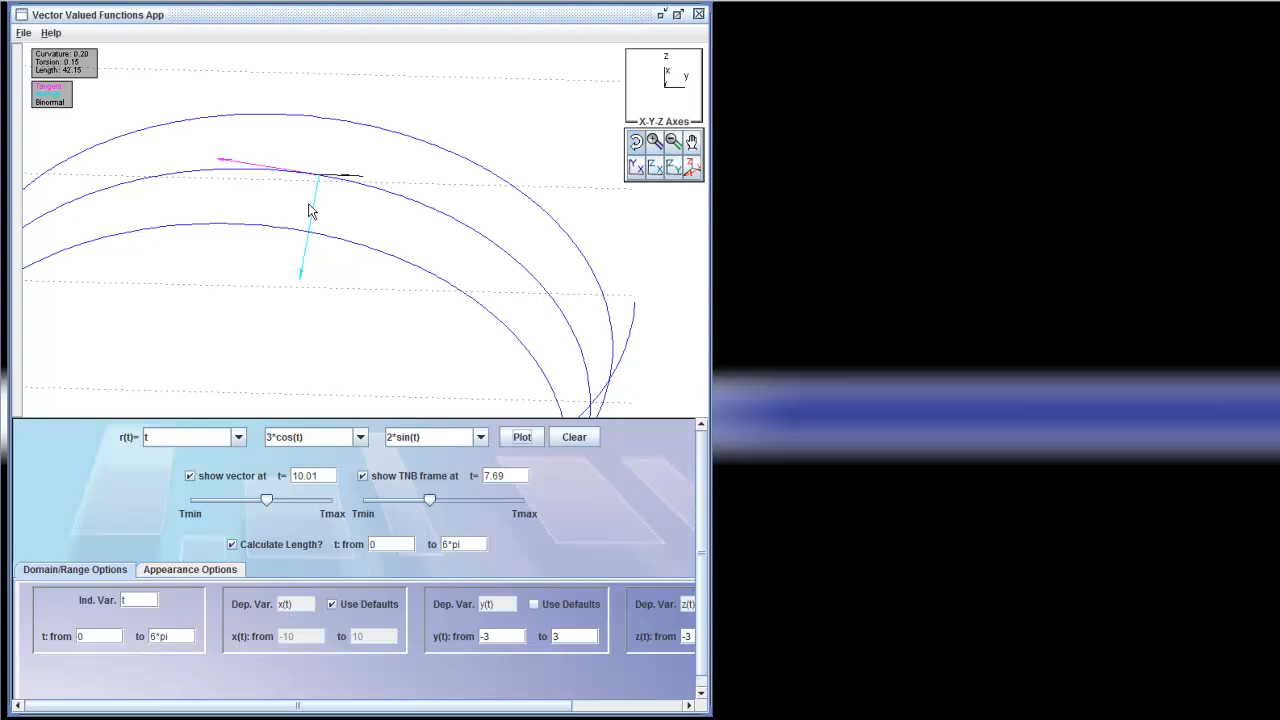 Vector Valued Functions App
File Help
Curvature: 0.20
Torsion: 0.15
Length: 42.15
Tangent
Binormal
z
x
y
X-Y-Z Axes
Y X Z X Z Y Z
r(t)= t 3*cos(t) 2*sin(t) Plot Clear
show vector at t= 10.01 show TNB frame at t= 7.69
Tmin Tmax Tmin Tmax
Calculate Length? t: from 0 to 6*pi
Domain/Range Options Appearance Options
Ind. Var. t Dep. Var. x(t) Use Defaults Dep. Var. y(t) Use Defaults Dep. Var. z(t)
t: from 0 to 6*pi x(t): from -10 to 10 y(t): from -3 to 3 z(t): from -3